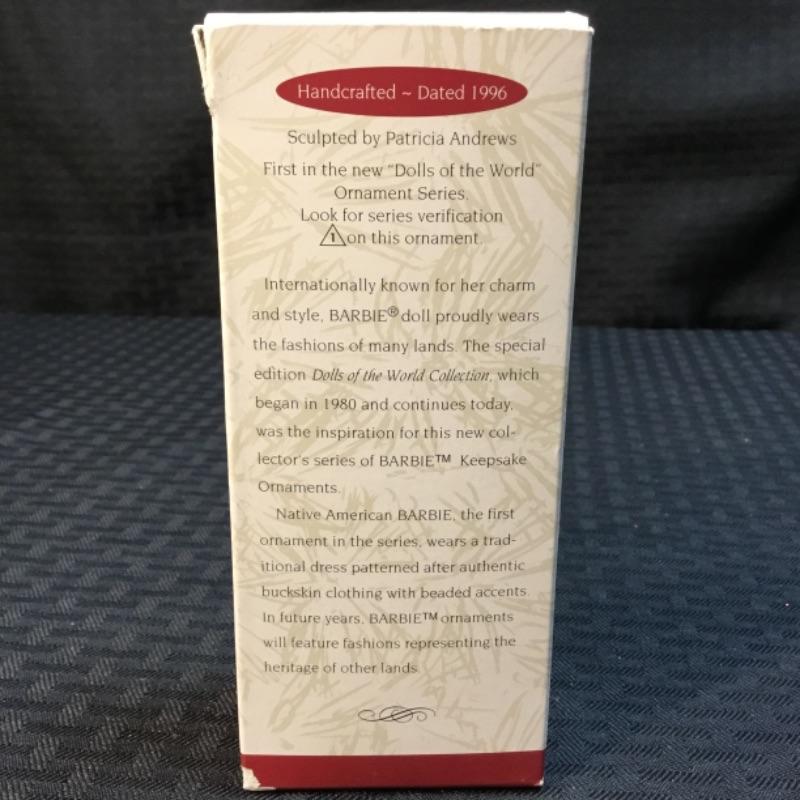 Handcrafted ~ Dated 1996
Sculpted by Patricia Andrews
First in the new "Dolls of the World"
Ornament Series.
Look for series verification
1 on this ornament.
Internationally known for her charm
and style, BARBIE® doll proudly wears
the fashions of many lands. The special
edition Dolls of the World Collection, which
began in 1980 and continues today,
was the inspiration for this new col-
lector's series of BARBIE™ Keepsake
Ornaments.
Native American BARBIE, the first
ornament in the series, wears a trad-
itional dress patterned after authentic
buckskin clothing with beaded accents.
In future years, BARBIE™ ornaments
will feature fashions representing the
heritage of other lands.